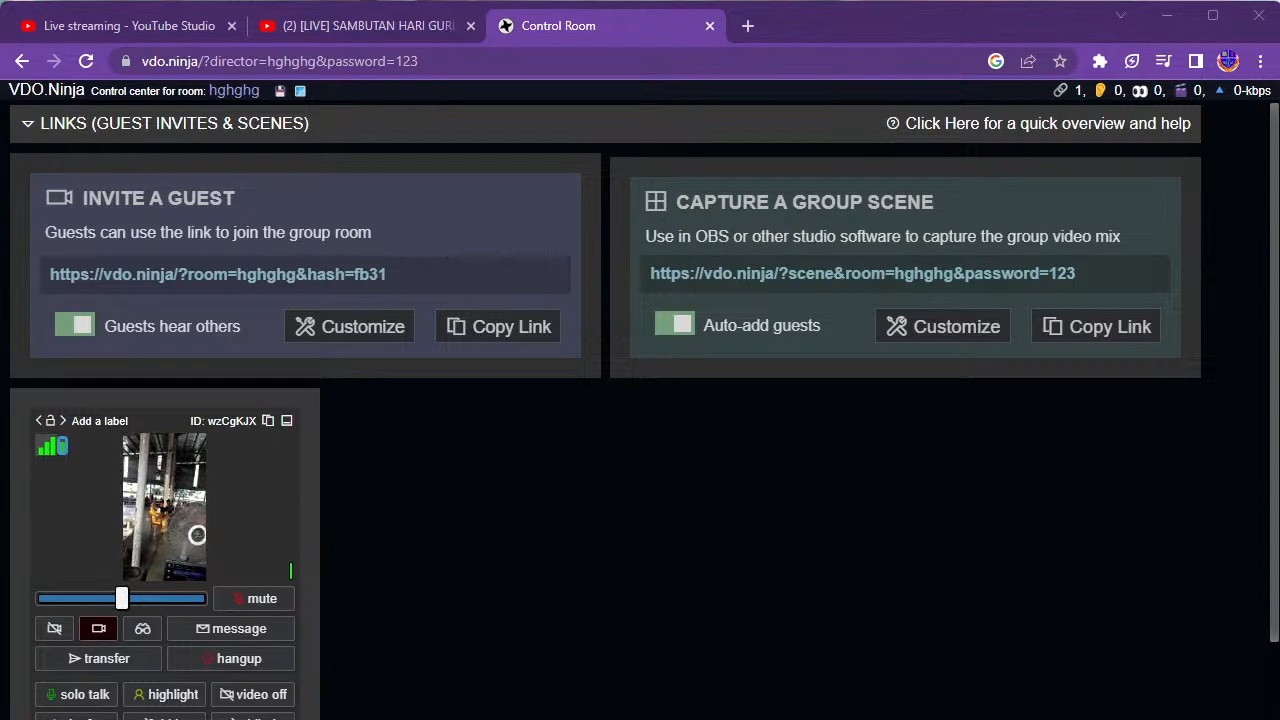 Live streaming - YouTube Studio
(2) [LIVE] SAMBUTAN HARI GUR
Control Room
vdo.ninja/?director=hghghg&password=123
VDO.Ninja Control center for room: hghghg
1, 0, 0, 0, 0-kbps
LINKS (GUEST INVITES & SCENES)
Click Here for a quick overview and help
INVITE A GUEST
Guests can use the link to join the group room
https://vdo.ninja/?room=hghghg&hash=fb31
Guests hear others
Customize
Copy Link
CAPTURE A GROUP SCENE
Use in OBS or other studio software to capture the group video mix
https://vdo.ninja/?scene&room=hghghg&password=123
Auto-add guests
Customize
Copy Link
Add a label
ID: wzCgKJX
mute
message
transfer
hangup
solo talk
highlight
video off